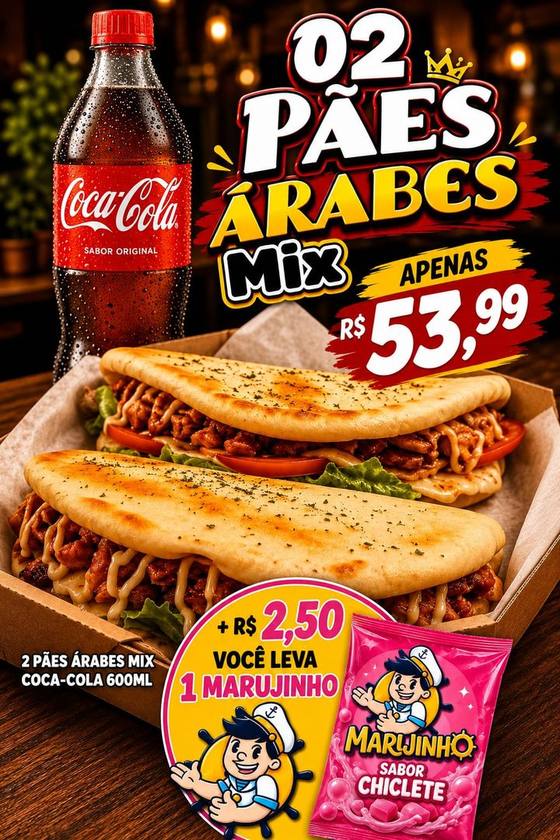 02
PÃES
ÁRABES
Mix
APENAS
R$ 53,99
Coca-Cola
SABOR ORIGINAL
2 PÃES ÁRABES MIX
COCA-COLA 600ML
+ R$ 2,50
VOCÊ LEVA
1 MARUJINHO
MARUJINHO
SABOR
CHICLETE